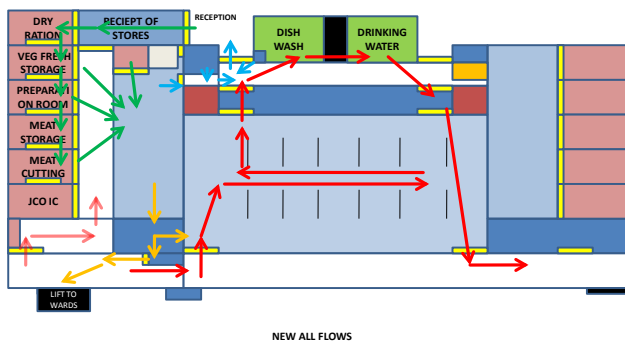 RECEPTION
DRY
RATION
PECIEPT OF
STORES
DISH
WASH
DRINKING
WATER
VEG FRESH
STORAGE
PREPARATI
ON ROOM
MEAT
STORAGE
MEAT
CUTTING
JCO IC
LIFT TO
WARDS
NEW ALL FLOWS